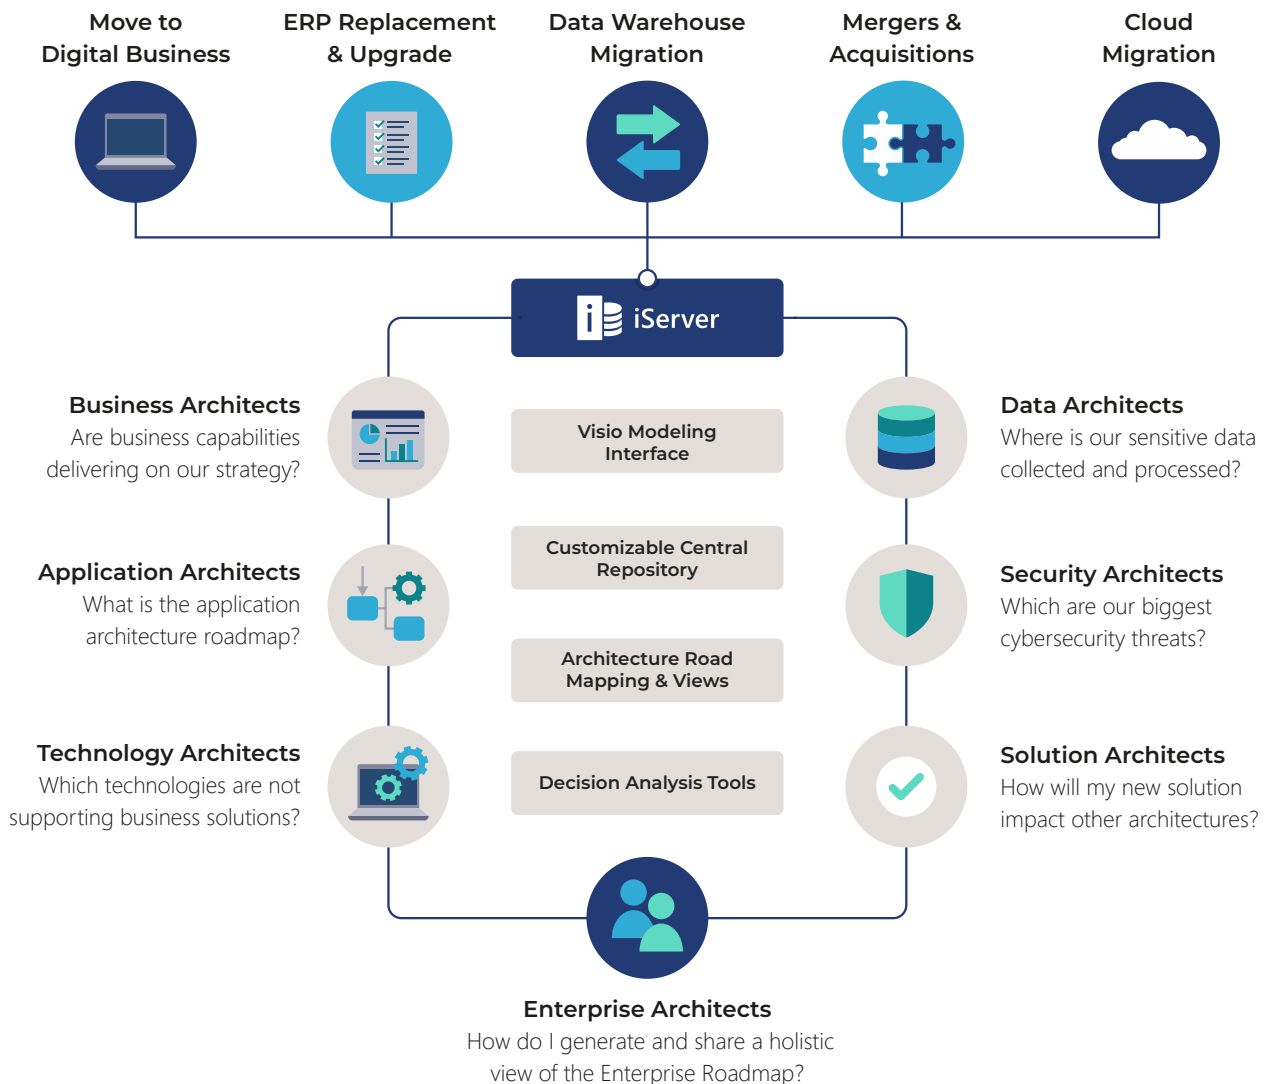 Move to
Digital Business
ERP Replacement
& Upgrade
Data Warehouse
Migration
Mergers &
Acquisitions
Cloud
Migration
i iServer
Business Architects
Are business capabilities
delivering on our strategy?
Application Architects
What is the application
architecture roadmap?
Technology Architects
Which technologies are not
supporting business solutions?
Visio Modeling
Interface
Customizable Central
Repository
Architecture Road
Mapping & Views
Decision Analysis Tools
Data Architects
Where is our sensitive data
collected and processed?
Security Architects
Which are our biggest
cybersecurity threats?
Solution Architects
How will my new solution
impact other architectures?
Enterprise Architects
How do I generate and share a holistic
view of the Enterprise Roadmap?